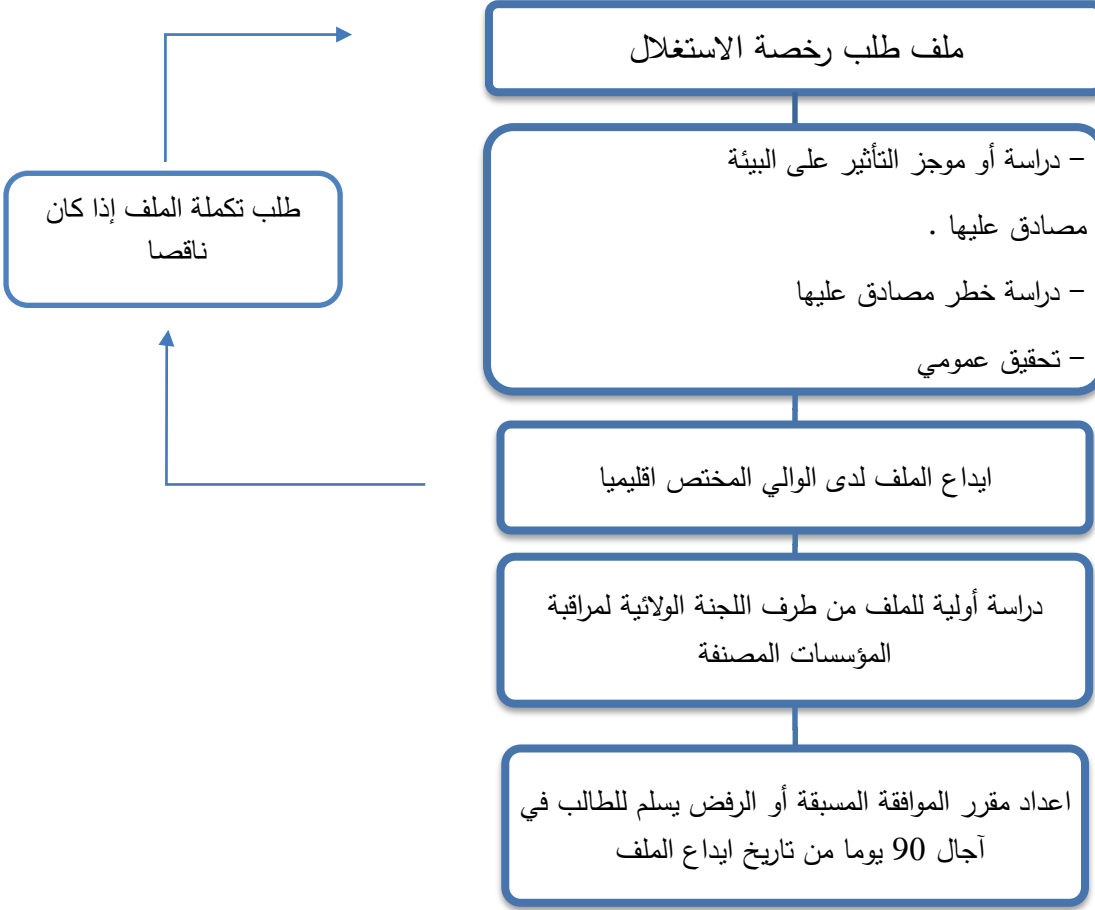 ملف طلب رخصة الاستغلال
– دراسة أو موجز التأثير على البيئة
مصادق عليها .
– دراسة خطر مصادق عليها
– تحقيق عمومي
طلب تكملة الملف إذا كان
ناقصا
ايداع الملف لدى الوالي المختص اقليميا
دراسة أولية للملف من طرف اللجنة الولائية لمراقبة
المؤسسات المصنفة
اعداد مقرر الموافقة المسبقة أو الرفض يسلم للطالب في
آجال 90 يوما من تاريخ ايداع الملف